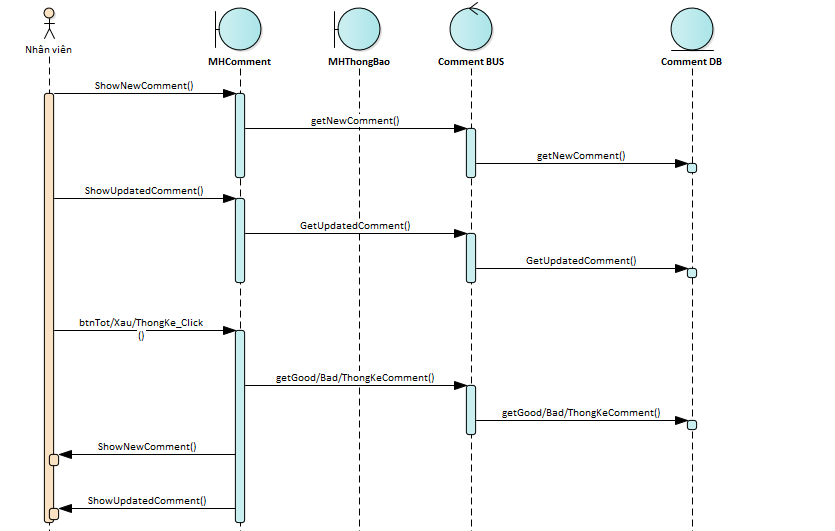 Nhân viên
MHComment
MHThongBao
Comment BUS
Comment DB
ShowNewComment()
getNewComment()
getNewComment()
ShowUpdatedComment()
GetUpdatedComment()
GetUpdatedComment()
btnTot/Xau/ThongKe_Click
()
getGood/Bad/ThongKeComment()
getGood/Bad/ThongKeComment()
ShowNewComment()
ShowUpdatedComment()